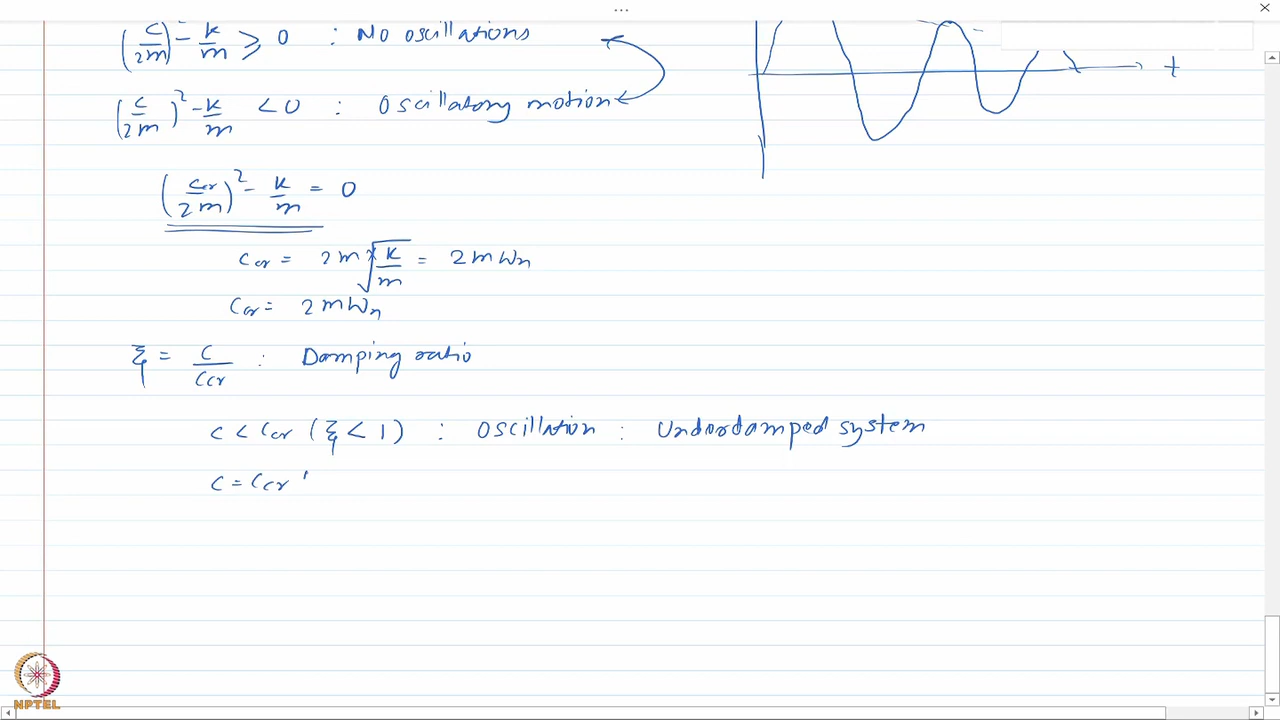 (c/2m)² - k/m ≥ 0 : No oscillations
t
(c/2m)² - k/m < 0 : Oscillatory motion
(ccr/2m)² - k/m = 0
ccr = 2m√(k/m) = 2mωn
ccr = 2mωn
ξ = c/ccr : Damping ratio
c < ccr (ξ < 1) : Oscillation : Underdamped system
c = ccr
NPTEL